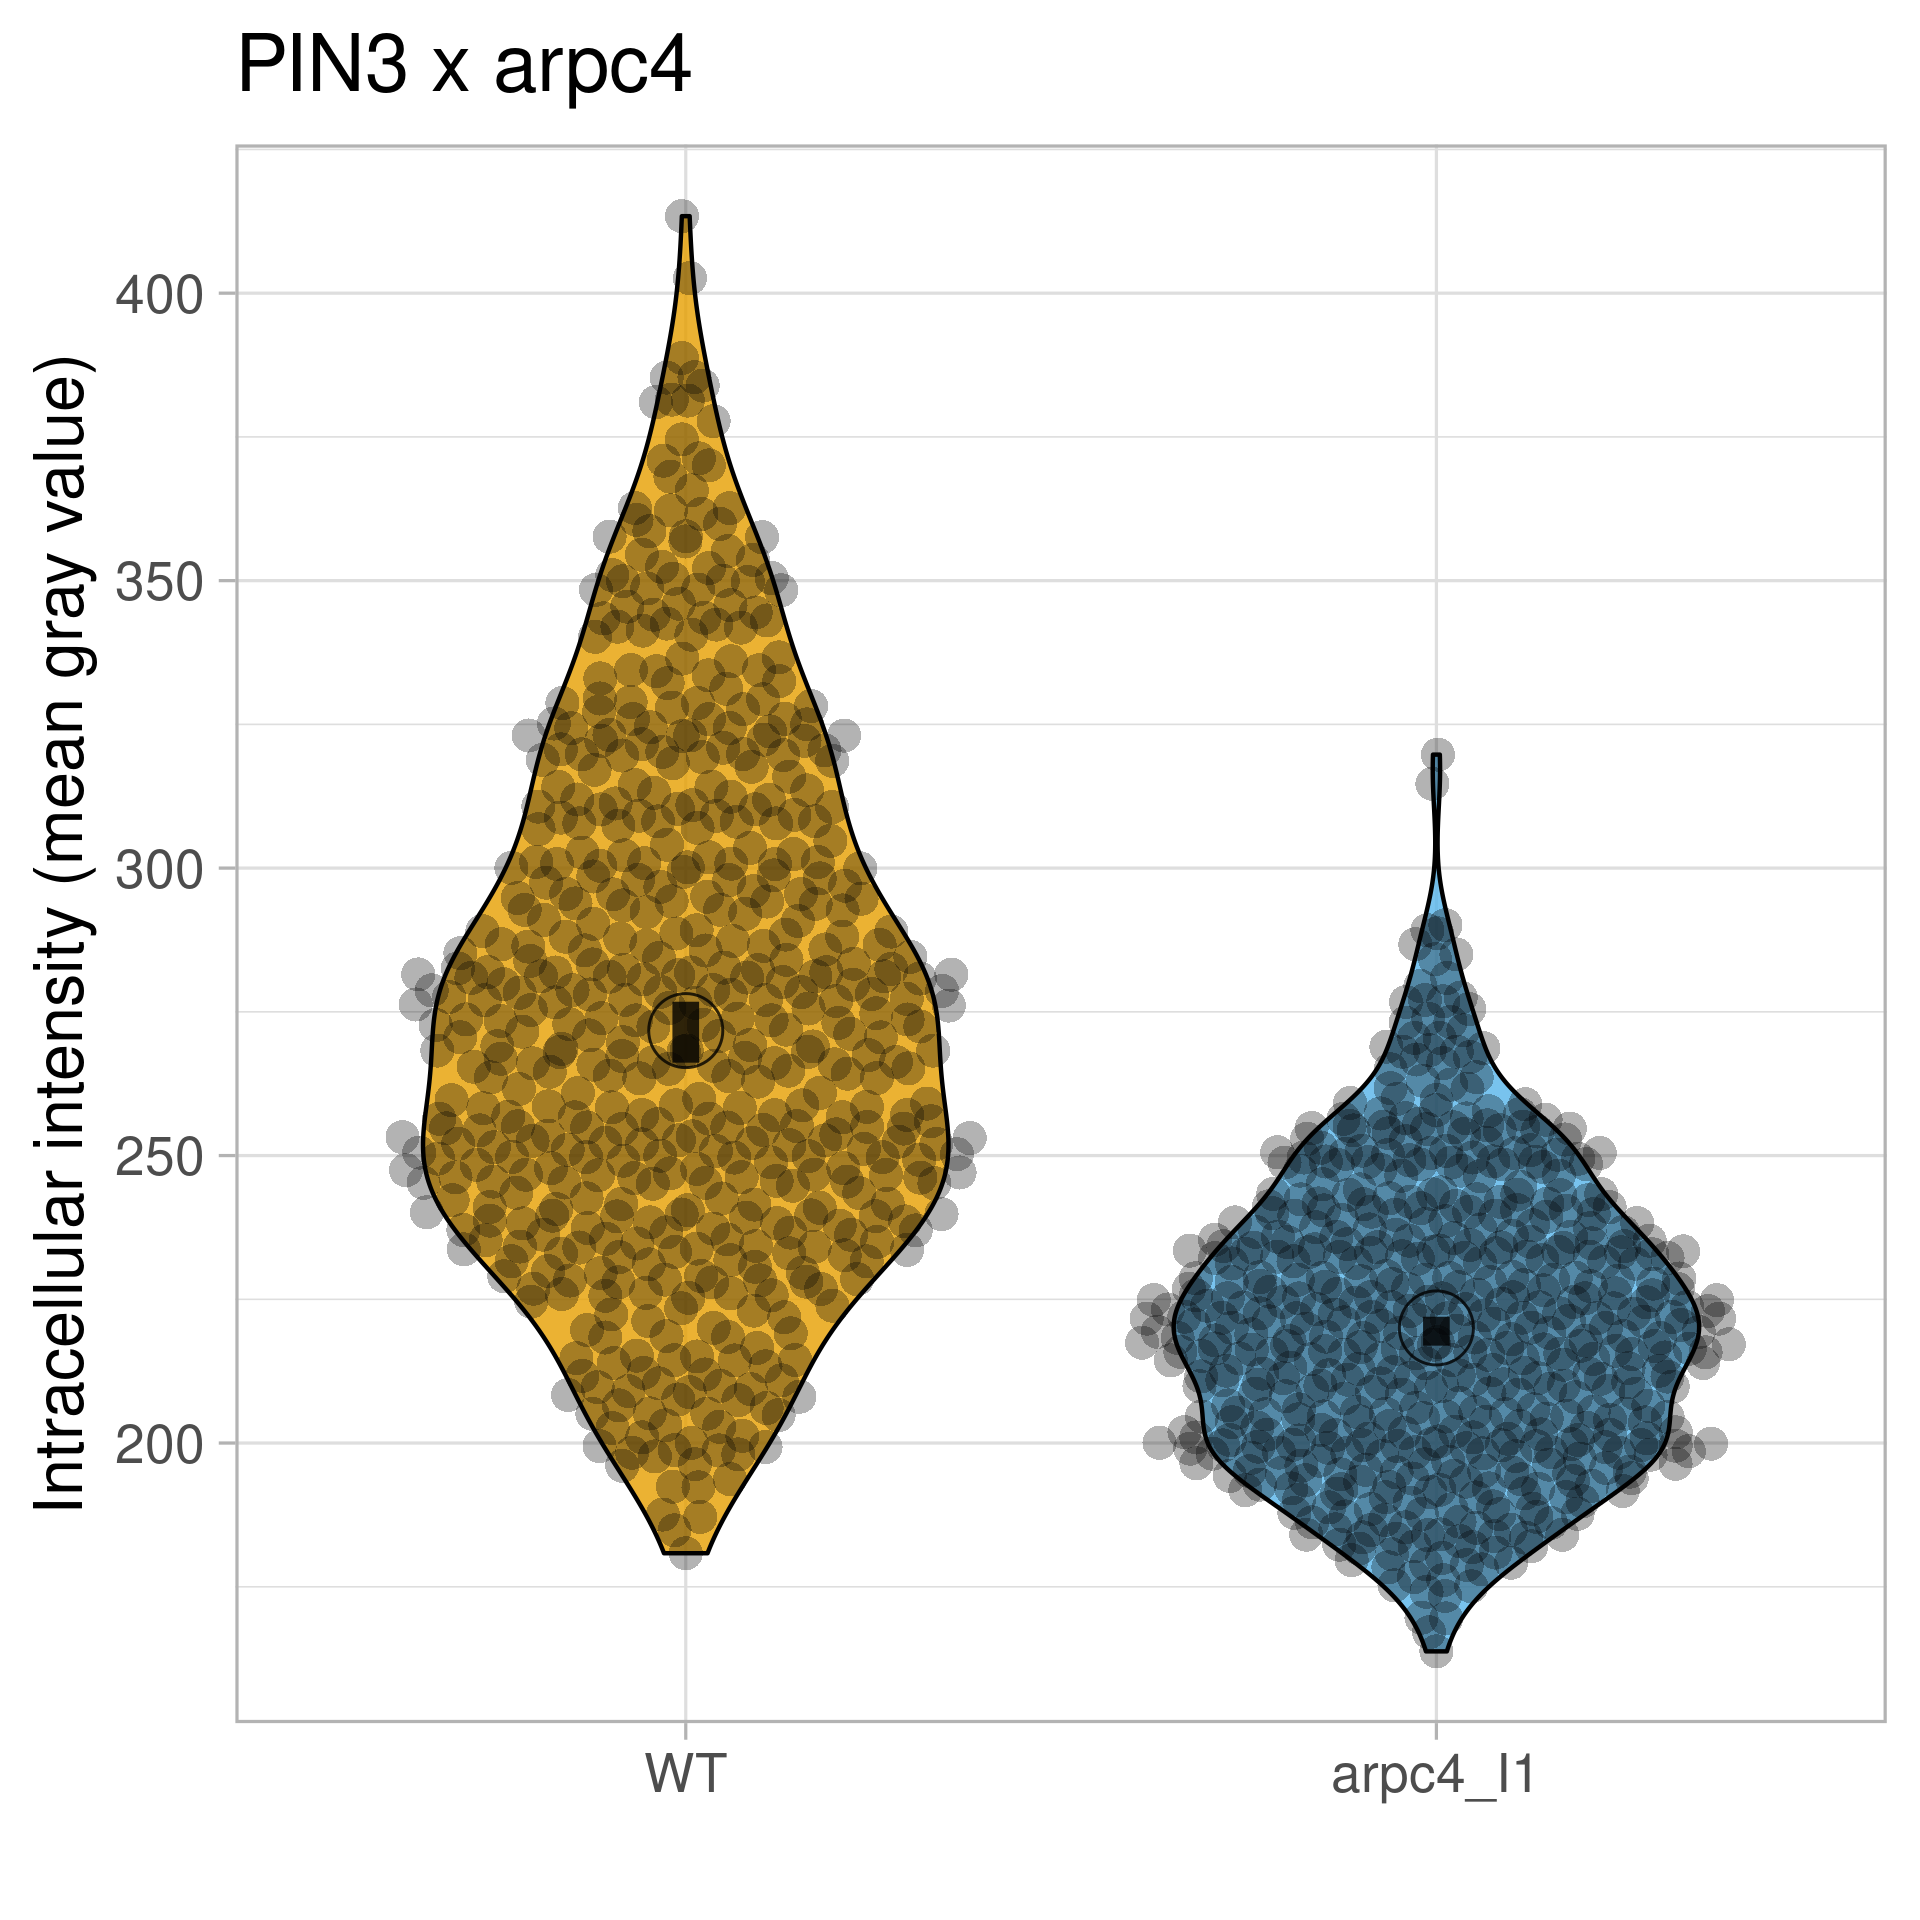 PIN3 x arpc4
Intracellular intensity (mean gray value)
400
350
300
250
200
WT
arpc4_l1